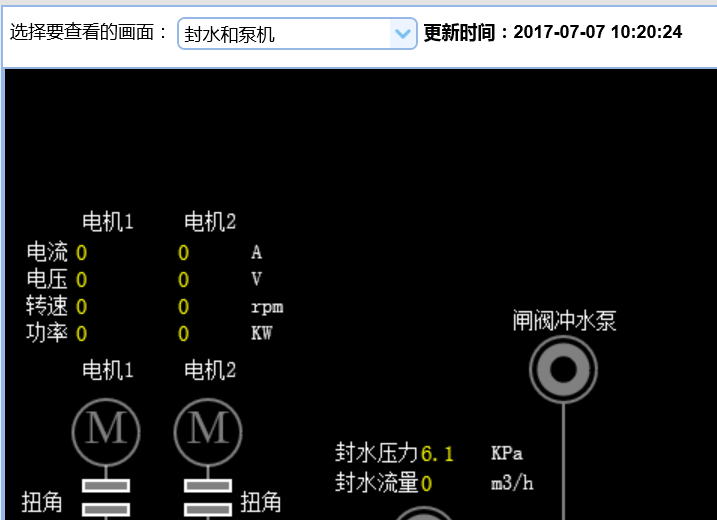 选择要查看的画面： 封水和泵机 更新时间：2017-07-07 10:20:24
电机1 电机2
电流 0 0 A
电压 0 0 V
转速 0 0 rpm
功率 0 0 KW
闸阀冲水泵
电机1 电机2
M M
封水压力 6.1 KPa
封水流量 0 m3/h
扭角 扭角